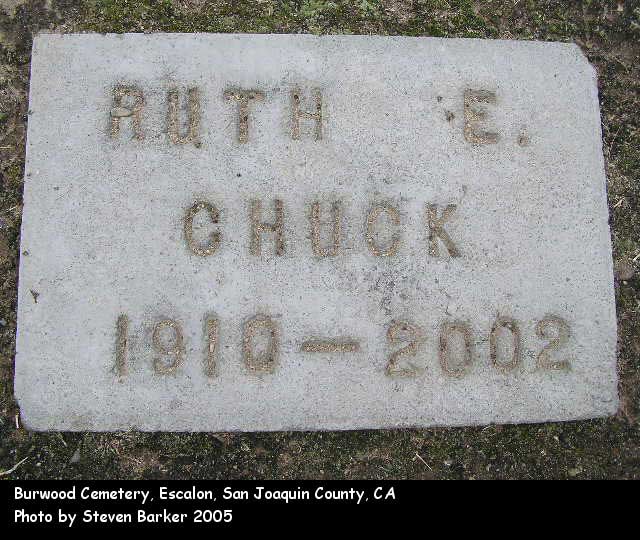 RUTH E.
CHUCK
1910—2002
Burwood Cemetery, Escalon, San Joaquin County, CA
Photo by Steven Barker 2005